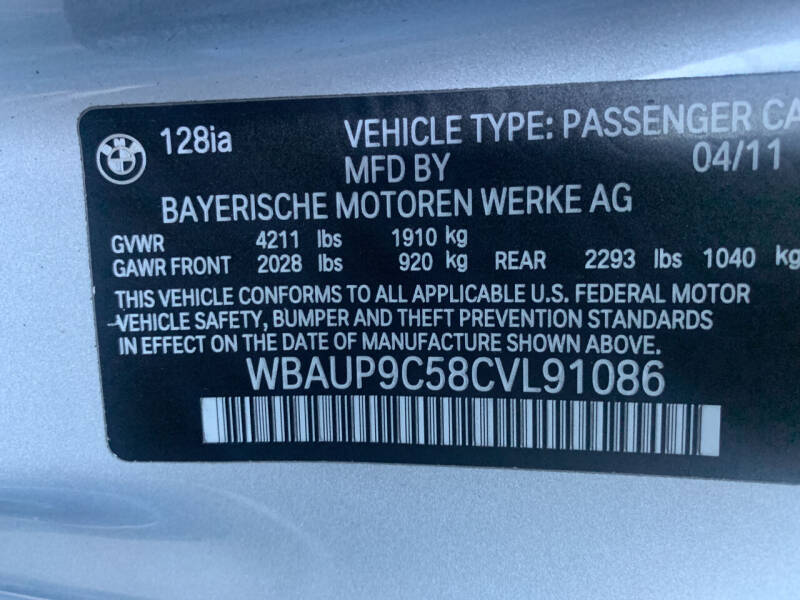 128ia VEHICLE TYPE: PASSENGER CA
MFD BY 04/11
BAYERISCHE MOTOREN WERKE AG
GVWR 4211 lbs 1910 kg
GAWR FRONT 2028 lbs 920 kg REAR 2293 lbs 1040 kg
THIS VEHICLE CONFORMS TO ALL APPLICABLE U.S. FEDERAL MOTOR
VEHICLE SAFETY, BUMPER AND THEFT PREVENTION STANDARDS
IN EFFECT ON THE DATE OF MANUFACTURE SHOWN ABOVE.
WBAUP9C58CVL91086